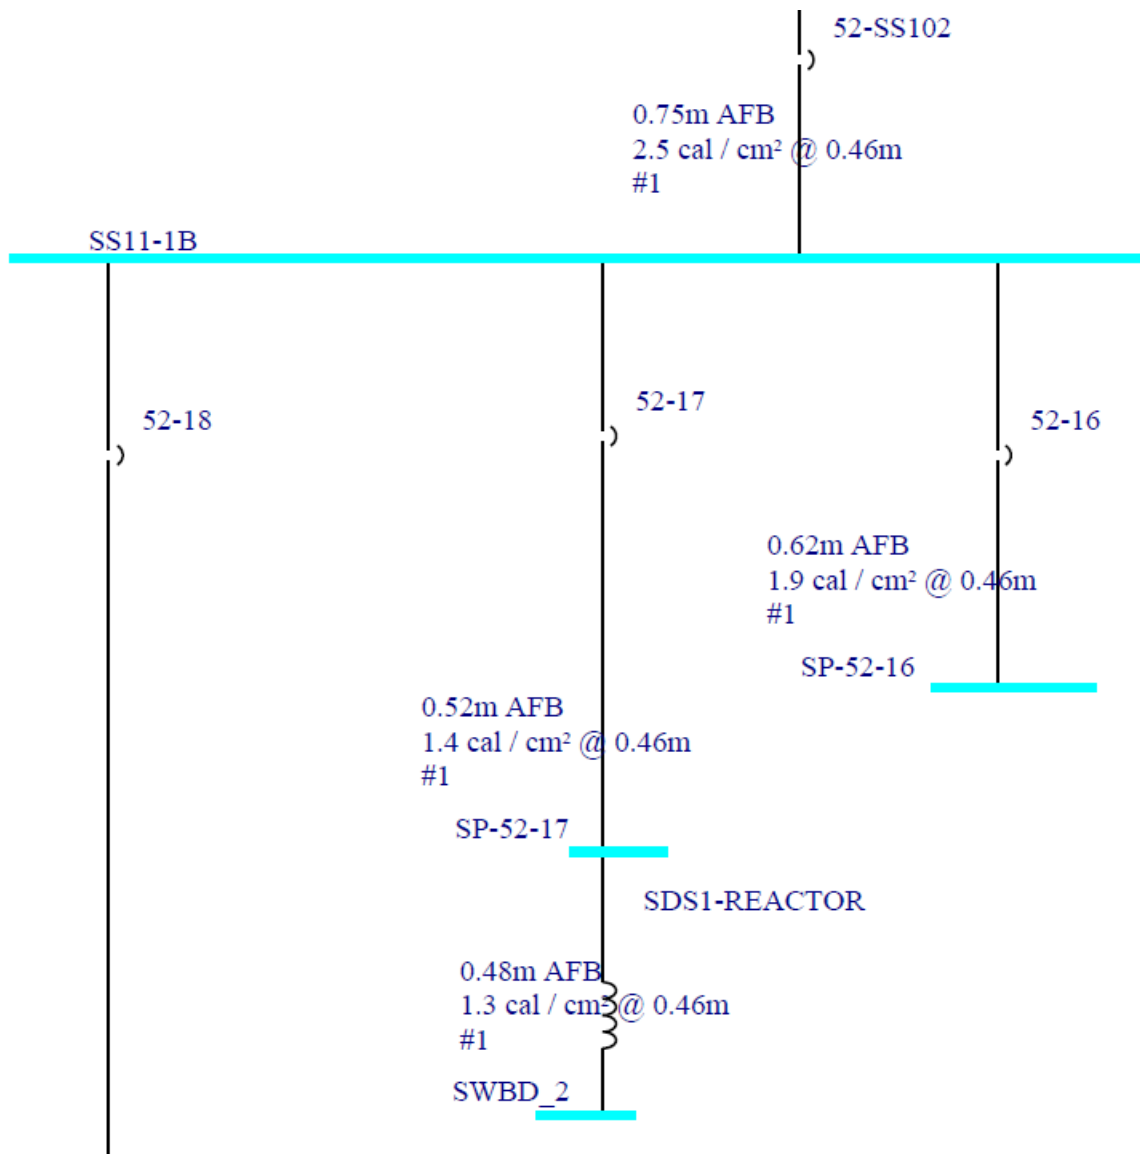 52-SS102
0.75m AFB
2.5 cal / cm² @ 0.46m
#1
SS11-1B
52-18
52-17
52-16
0.62m AFB
1.9 cal / cm² @ 0.46m
#1
SP-52-16
0.52m AFB
1.4 cal / cm² @ 0.46m
#1
SP-52-17
SDS1-REACTOR
0.48m AFB
1.3 cal / cm² @ 0.46m
#1
SWBD_2